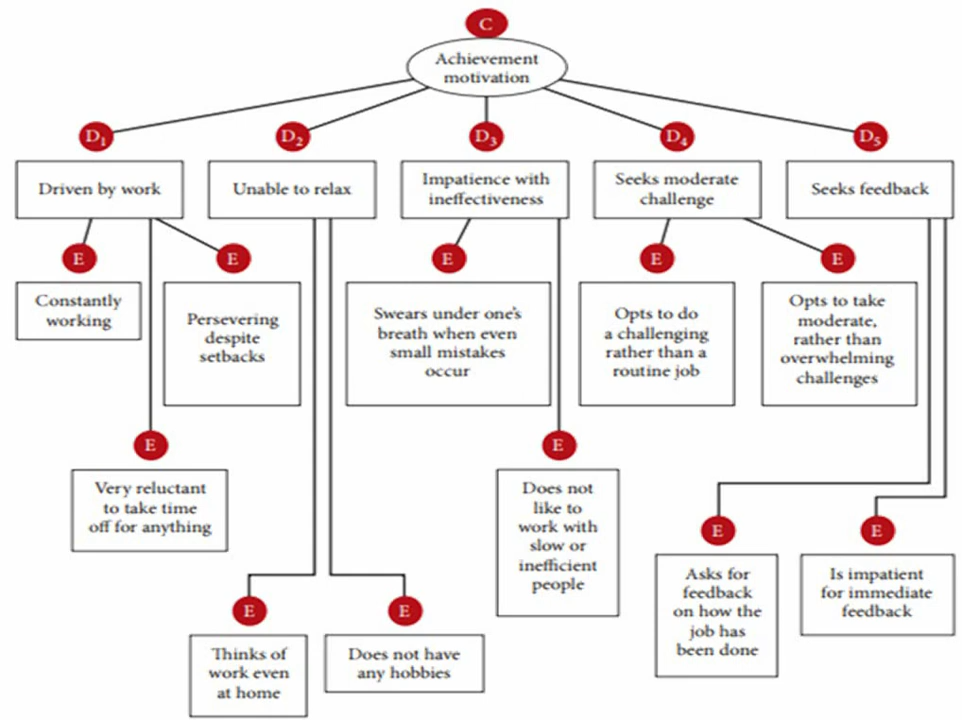 C
Achievement
motivation
D1
D2
D3
D4
D5
Driven by work
Unable to relax
Impatience with
ineffectiveness
Seeks moderate
challenge
Seeks feedback
E
E
E
E
E
Constantly
working
Persevering
despite
setbacks
Swears under one's
breath when even
small mistakes
occur
Opts to do
a challenging
rather than a
routine job
Opts to take
moderate,
rather than
overwhelming
challenges
E
E
Very reluctant
to take time
off for anything
Does not
like to
work with
slow or
inefficient
people
E
E
Asks for
feedback
on how the
job has
been done
Is impatient
for immediate
feedback
E
E
Thinks of
work even
at home
Does not have
any hobbies